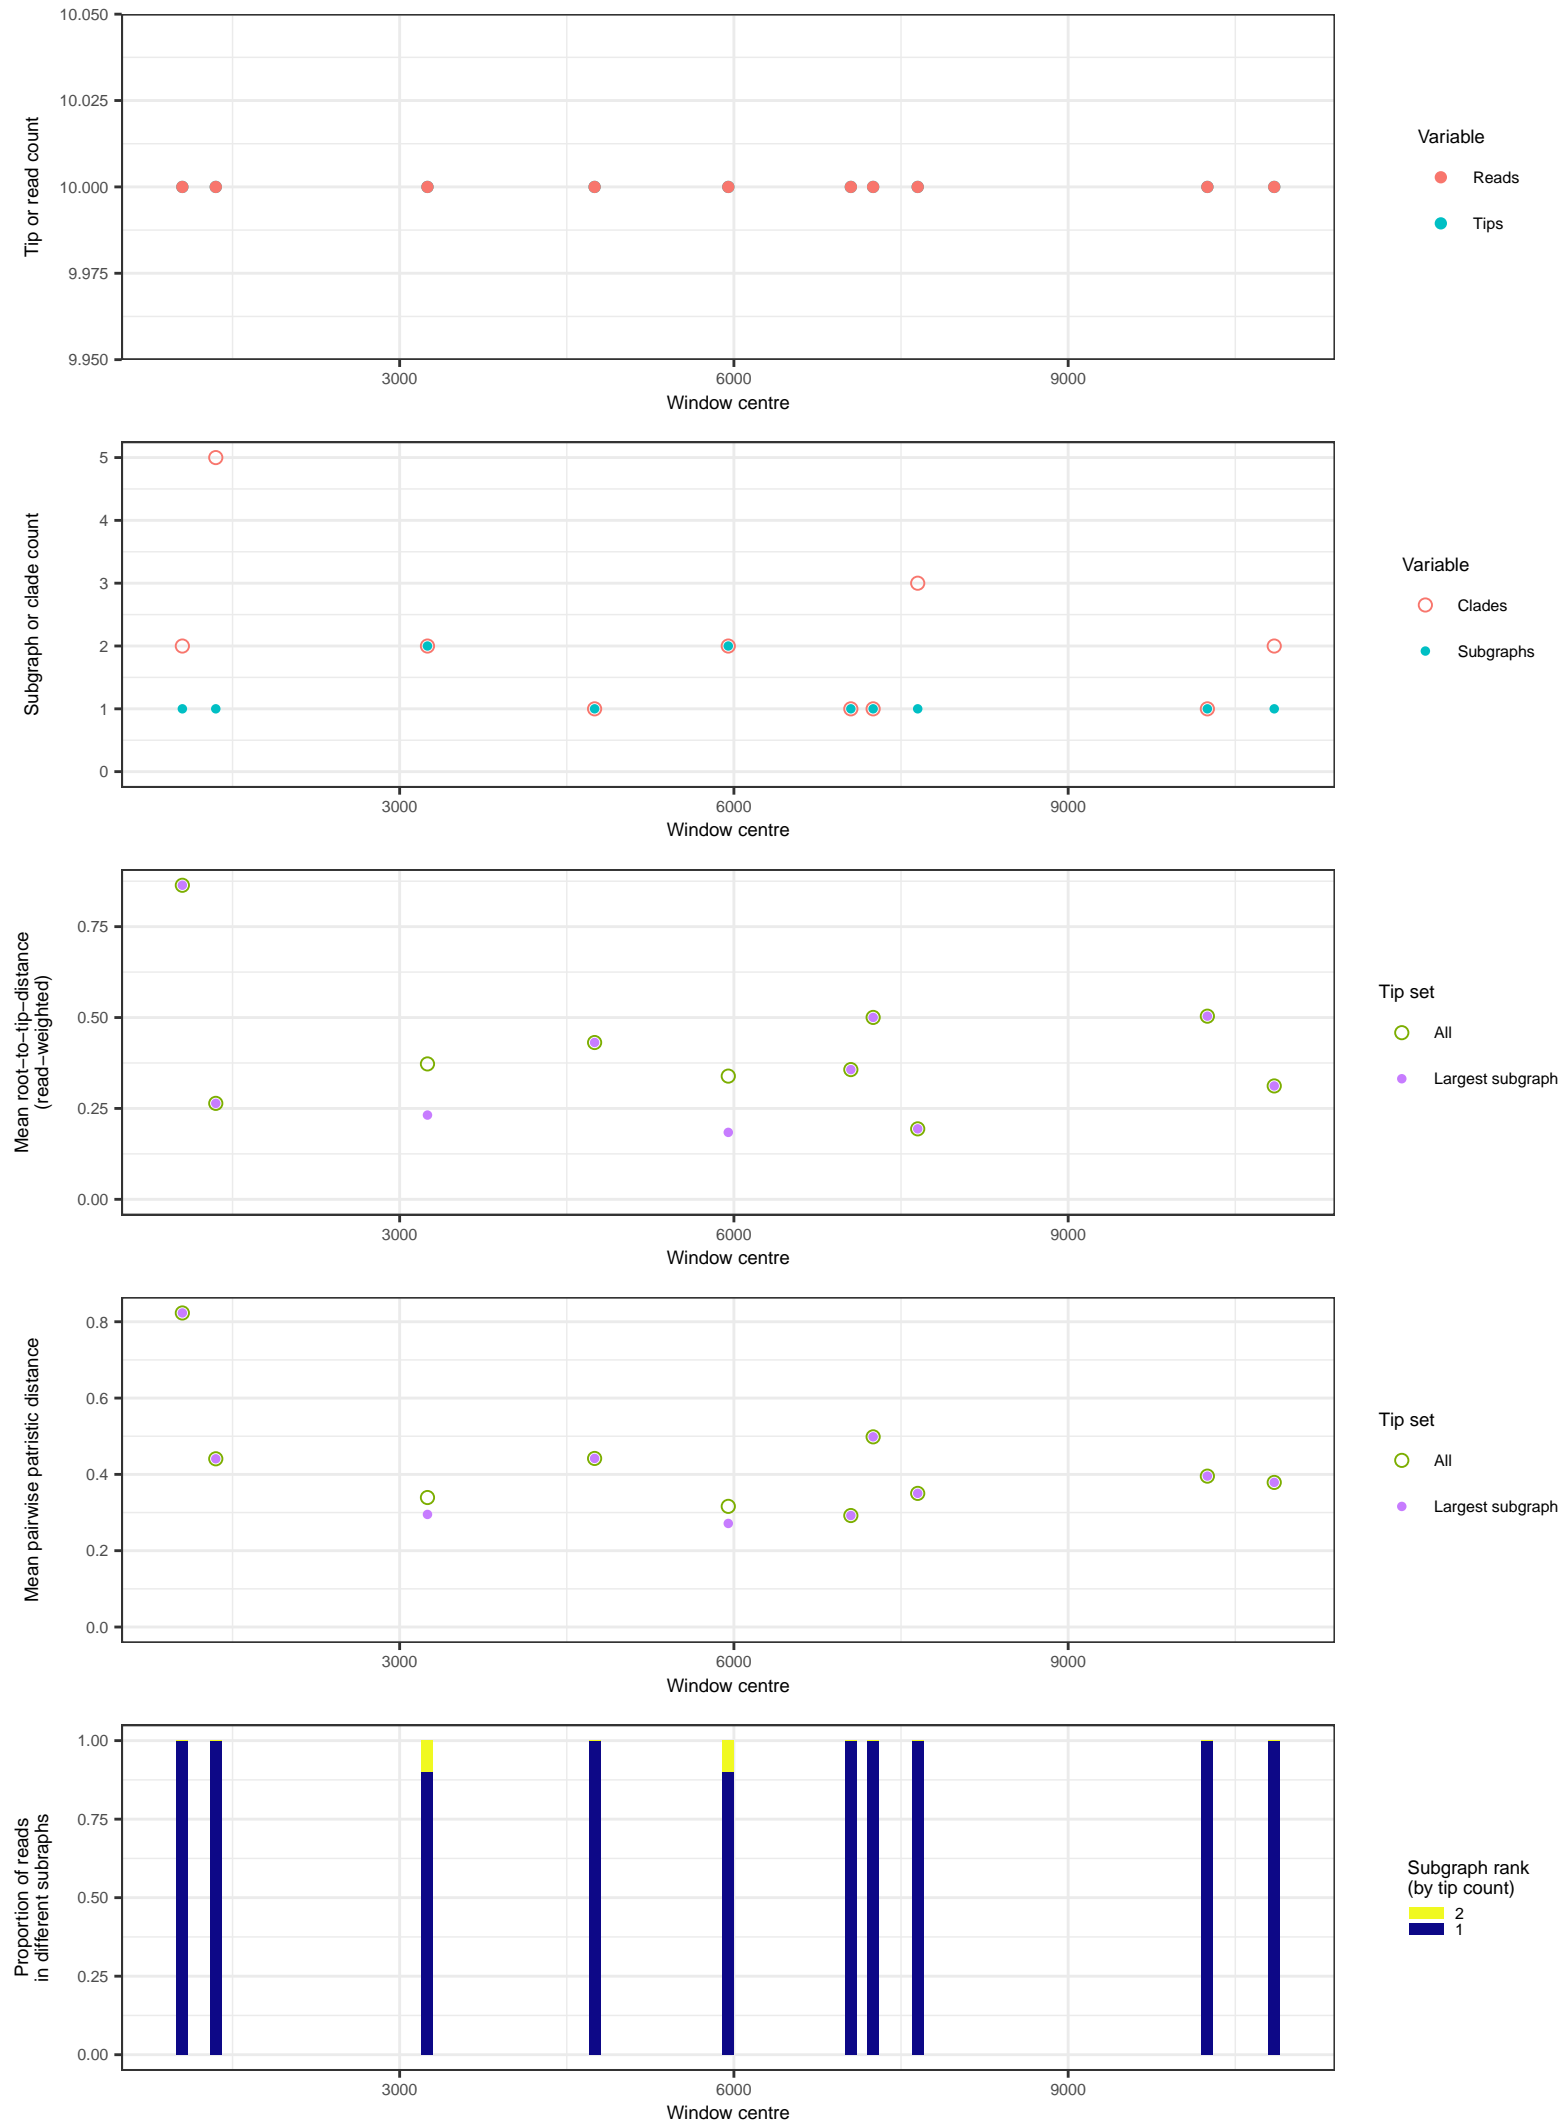 10.050
10.025
10.000
9.975
9.950
Tip or read count
3000
6000
9000
Window centre
Variable
Reads
Tips
5
4
3
2
1
0
Subgraph or clade count
3000
6000
9000
Window centre
Variable
Clades
Subgraphs
0.75
0.50
0.25
0.00
Mean root−to−tip−distance
(read−weighted)
3000
6000
9000
Window centre
Tip set
All
Largest subgraph
0.8
0.6
0.4
0.2
0.0
Mean pairwise patristic distance
3000
6000
9000
Window centre
Tip set
All
Largest subgraph
1.00
0.75
0.50
0.25
0.00
Proportion of reads
in different subraphs
3000
6000
9000
Window centre
Subgraph rank
(by tip count)
2
1